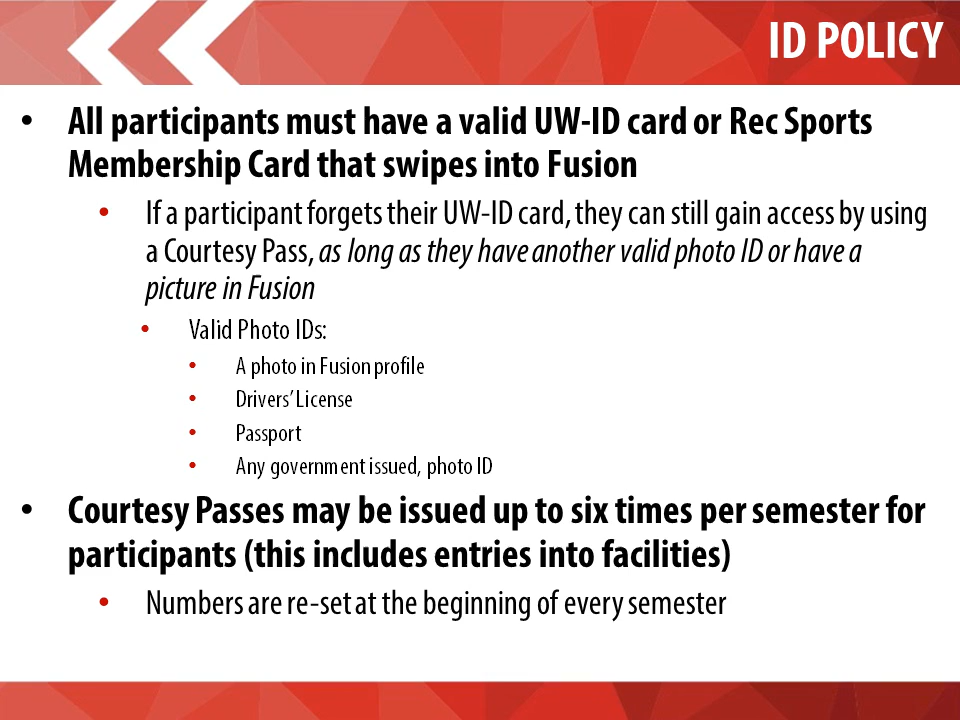 ID POLICY
• All participants must have a valid UW-ID card or Rec Sports
Membership Card that swipes into Fusion
• If a participant forgets their UW-ID card, they can still gain access by using
a Courtesy Pass, as long as they have another valid photo ID or have a
picture in Fusion
• Valid Photo IDs:
• A photo in Fusion profile
• Drivers’ License
• Passport
• Any government issued, photo ID
• Courtesy Passes may be issued up to six times per semester for
participants (this includes entries into facilities)
• Numbers are re-set at the beginning of every semester